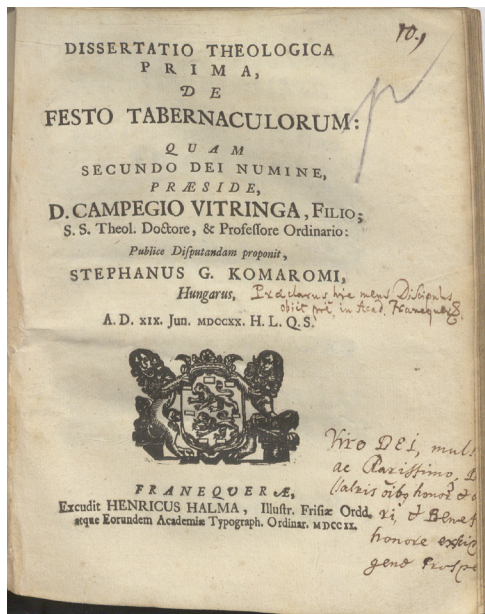 10.,
DISSERTATIO THEOLOGICA
PRIMA,
DE
FESTO TABERNACULORUM:
QUAM
SECUNDO DEI NUMINE,
PRÆSIDE,
D. CAMPEGIO VITRINGA, FILIO;
S. S. Theol. Doctore, & Professore Ordinario:
Publice Disputandam proponit,
STEPHANUS G. KOMAROMI,
Hungarus, Præclarus hic meus Discipulus
obiit in Acad. Franequer
A. D. XIX. Jun. MDCCXX. H. L. Q. S.
Viro DEI, mul
ac Clarissimo,
FRANEQUERÆ,
Excudit HENRICUS HALMA, Illustr. Frisiæ Ordd.
atque Eorundem Academiæ Typograph. Ordinar. MDCCXX.
honore